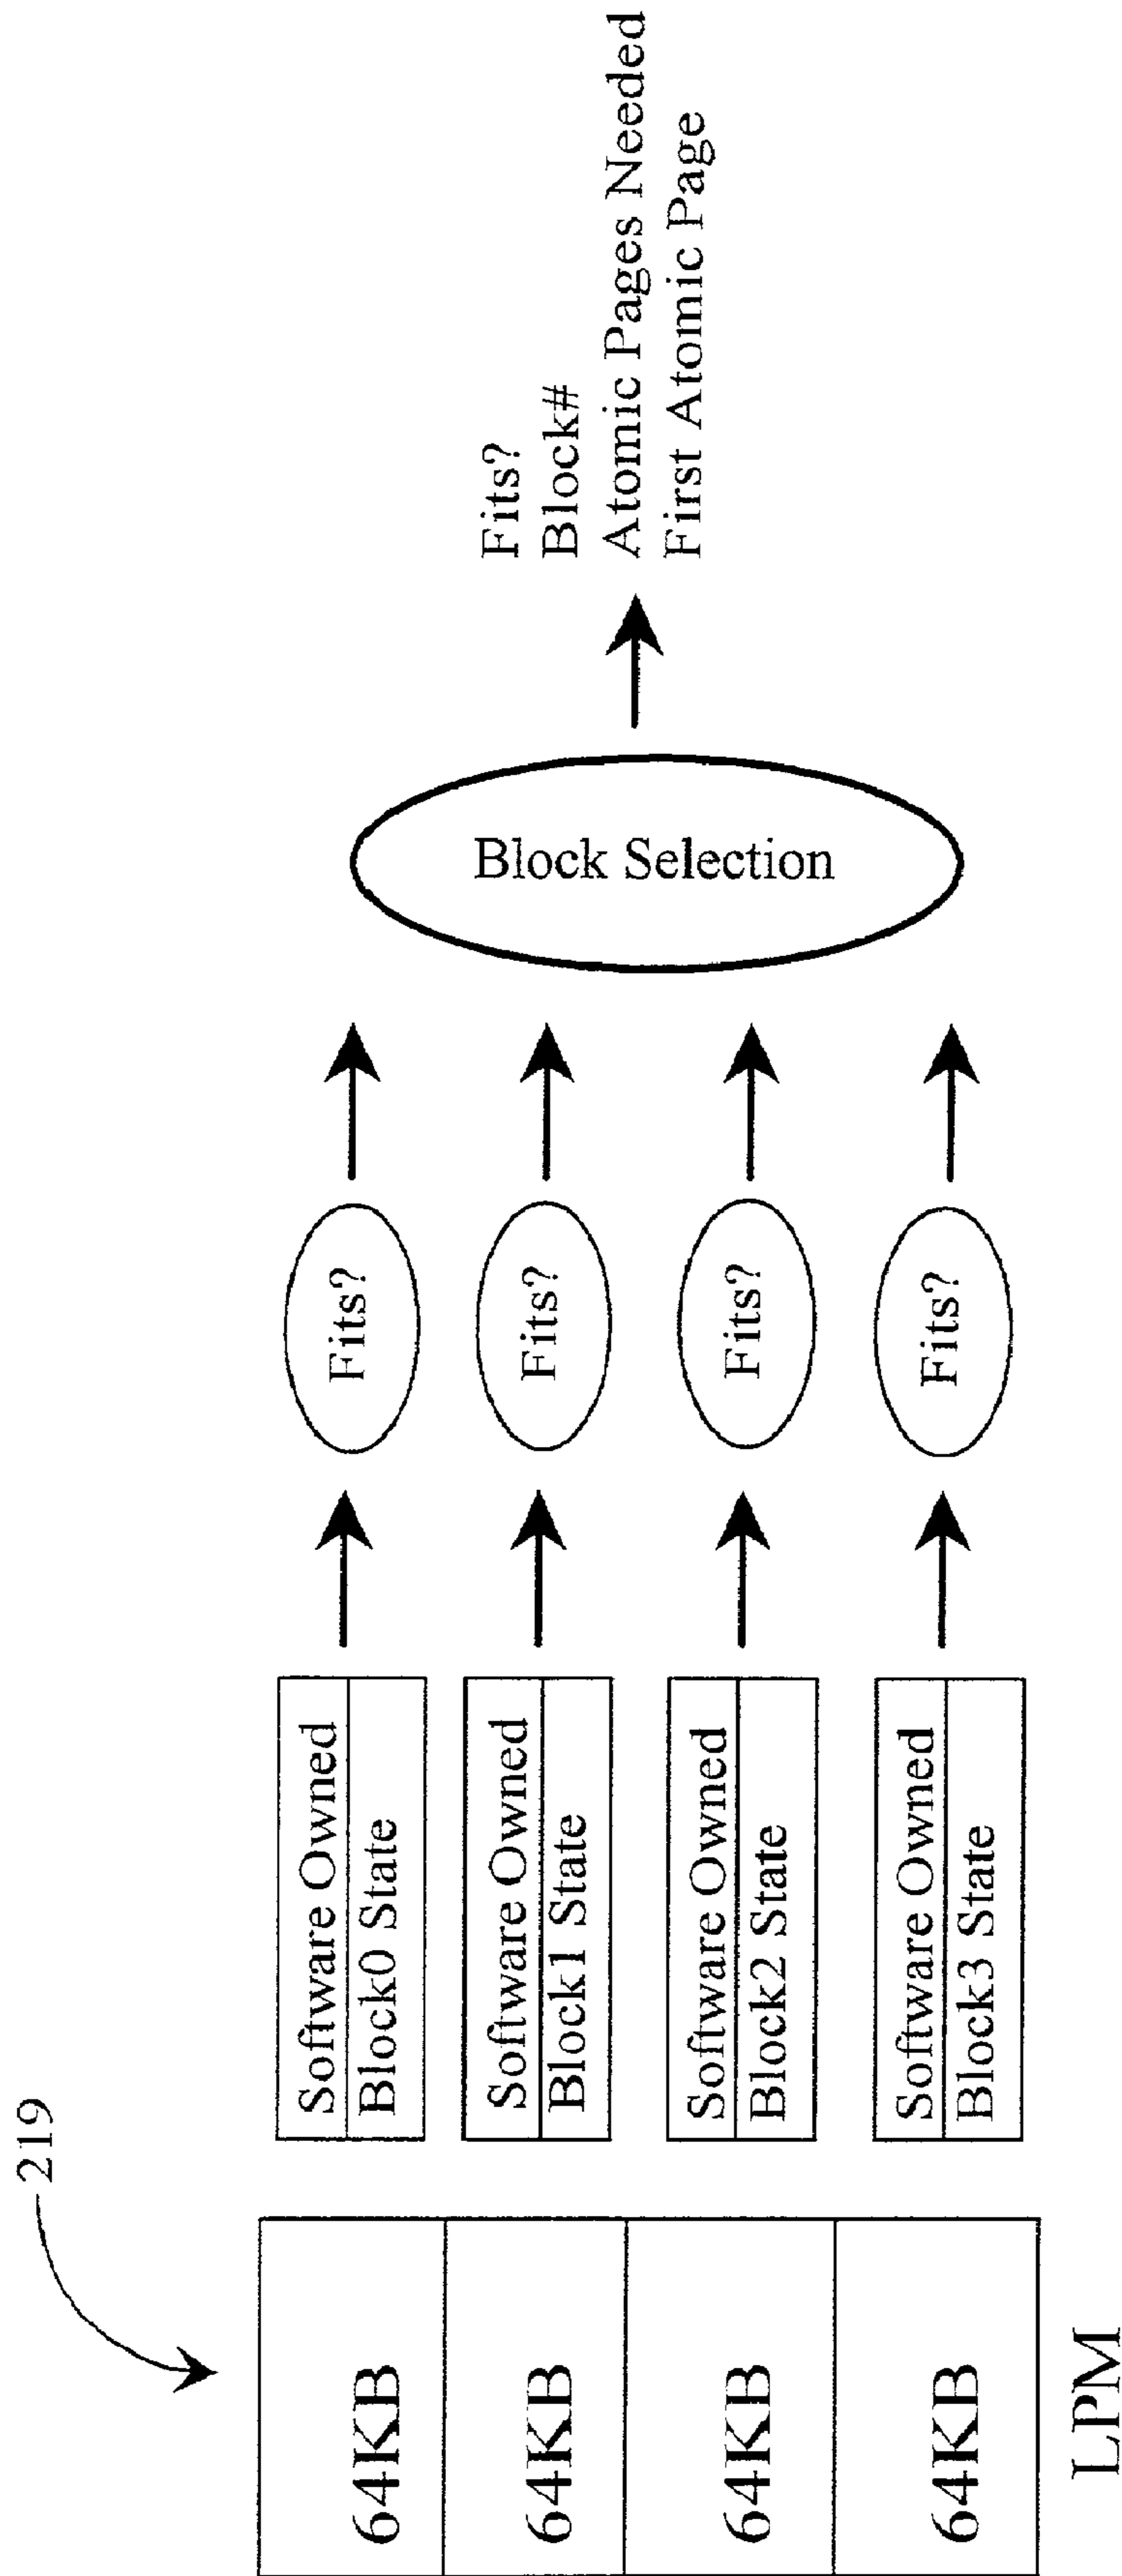 219
64KB
64KB
64KB
64KB
LPM
Software Owned
Block0 State
Software Owned
Block1 State
Software Owned
Block2 State
Software Owned
Block3 State
Fits?
Fits?
Fits?
Fits?
Block Selection
Fits?
Block#
Atomic Pages Needed
First Atomic Page